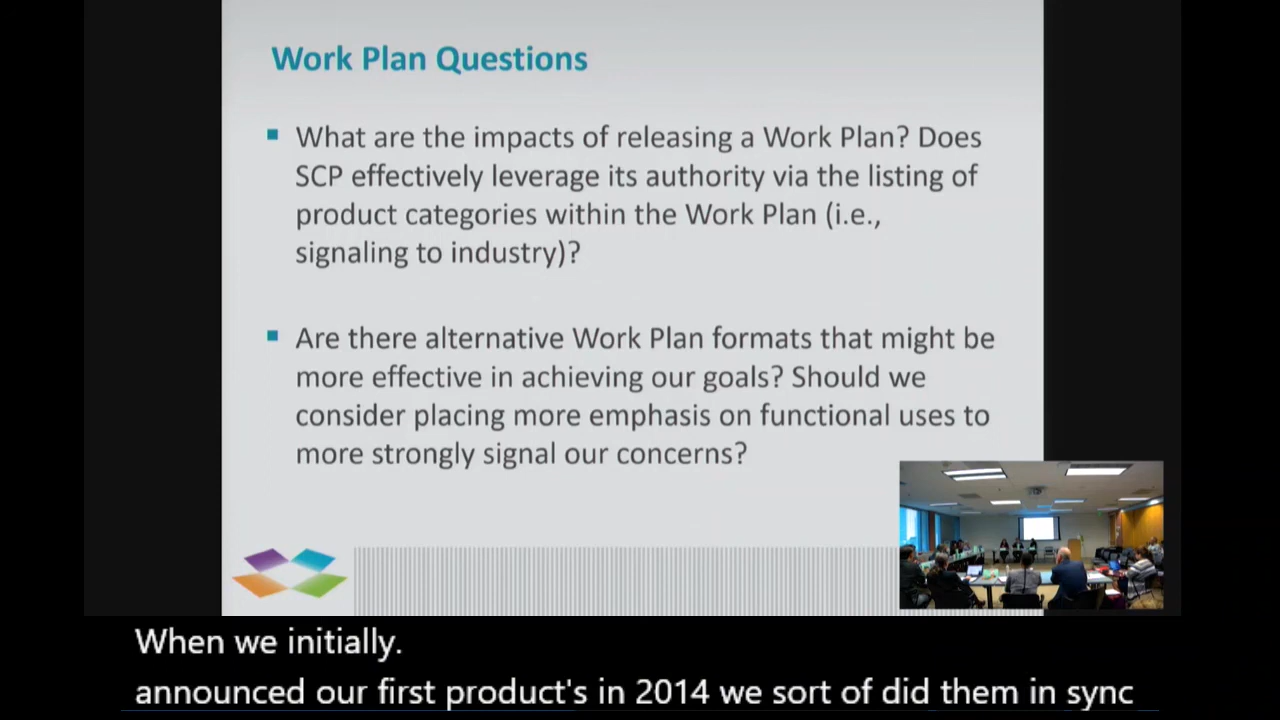 Work Plan Questions
What are the impacts of releasing a Work Plan? Does
SCP effectively leverage its authority via the listing of
product categories within the Work Plan (i.e.,
signaling to industry)?
Are there alternative Work Plan formats that might be
more effective in achieving our goals? Should we
consider placing more emphasis on functional uses to
more strongly signal our concerns?
When we initially.
announced our first product's in 2014 we sort of did them in sync